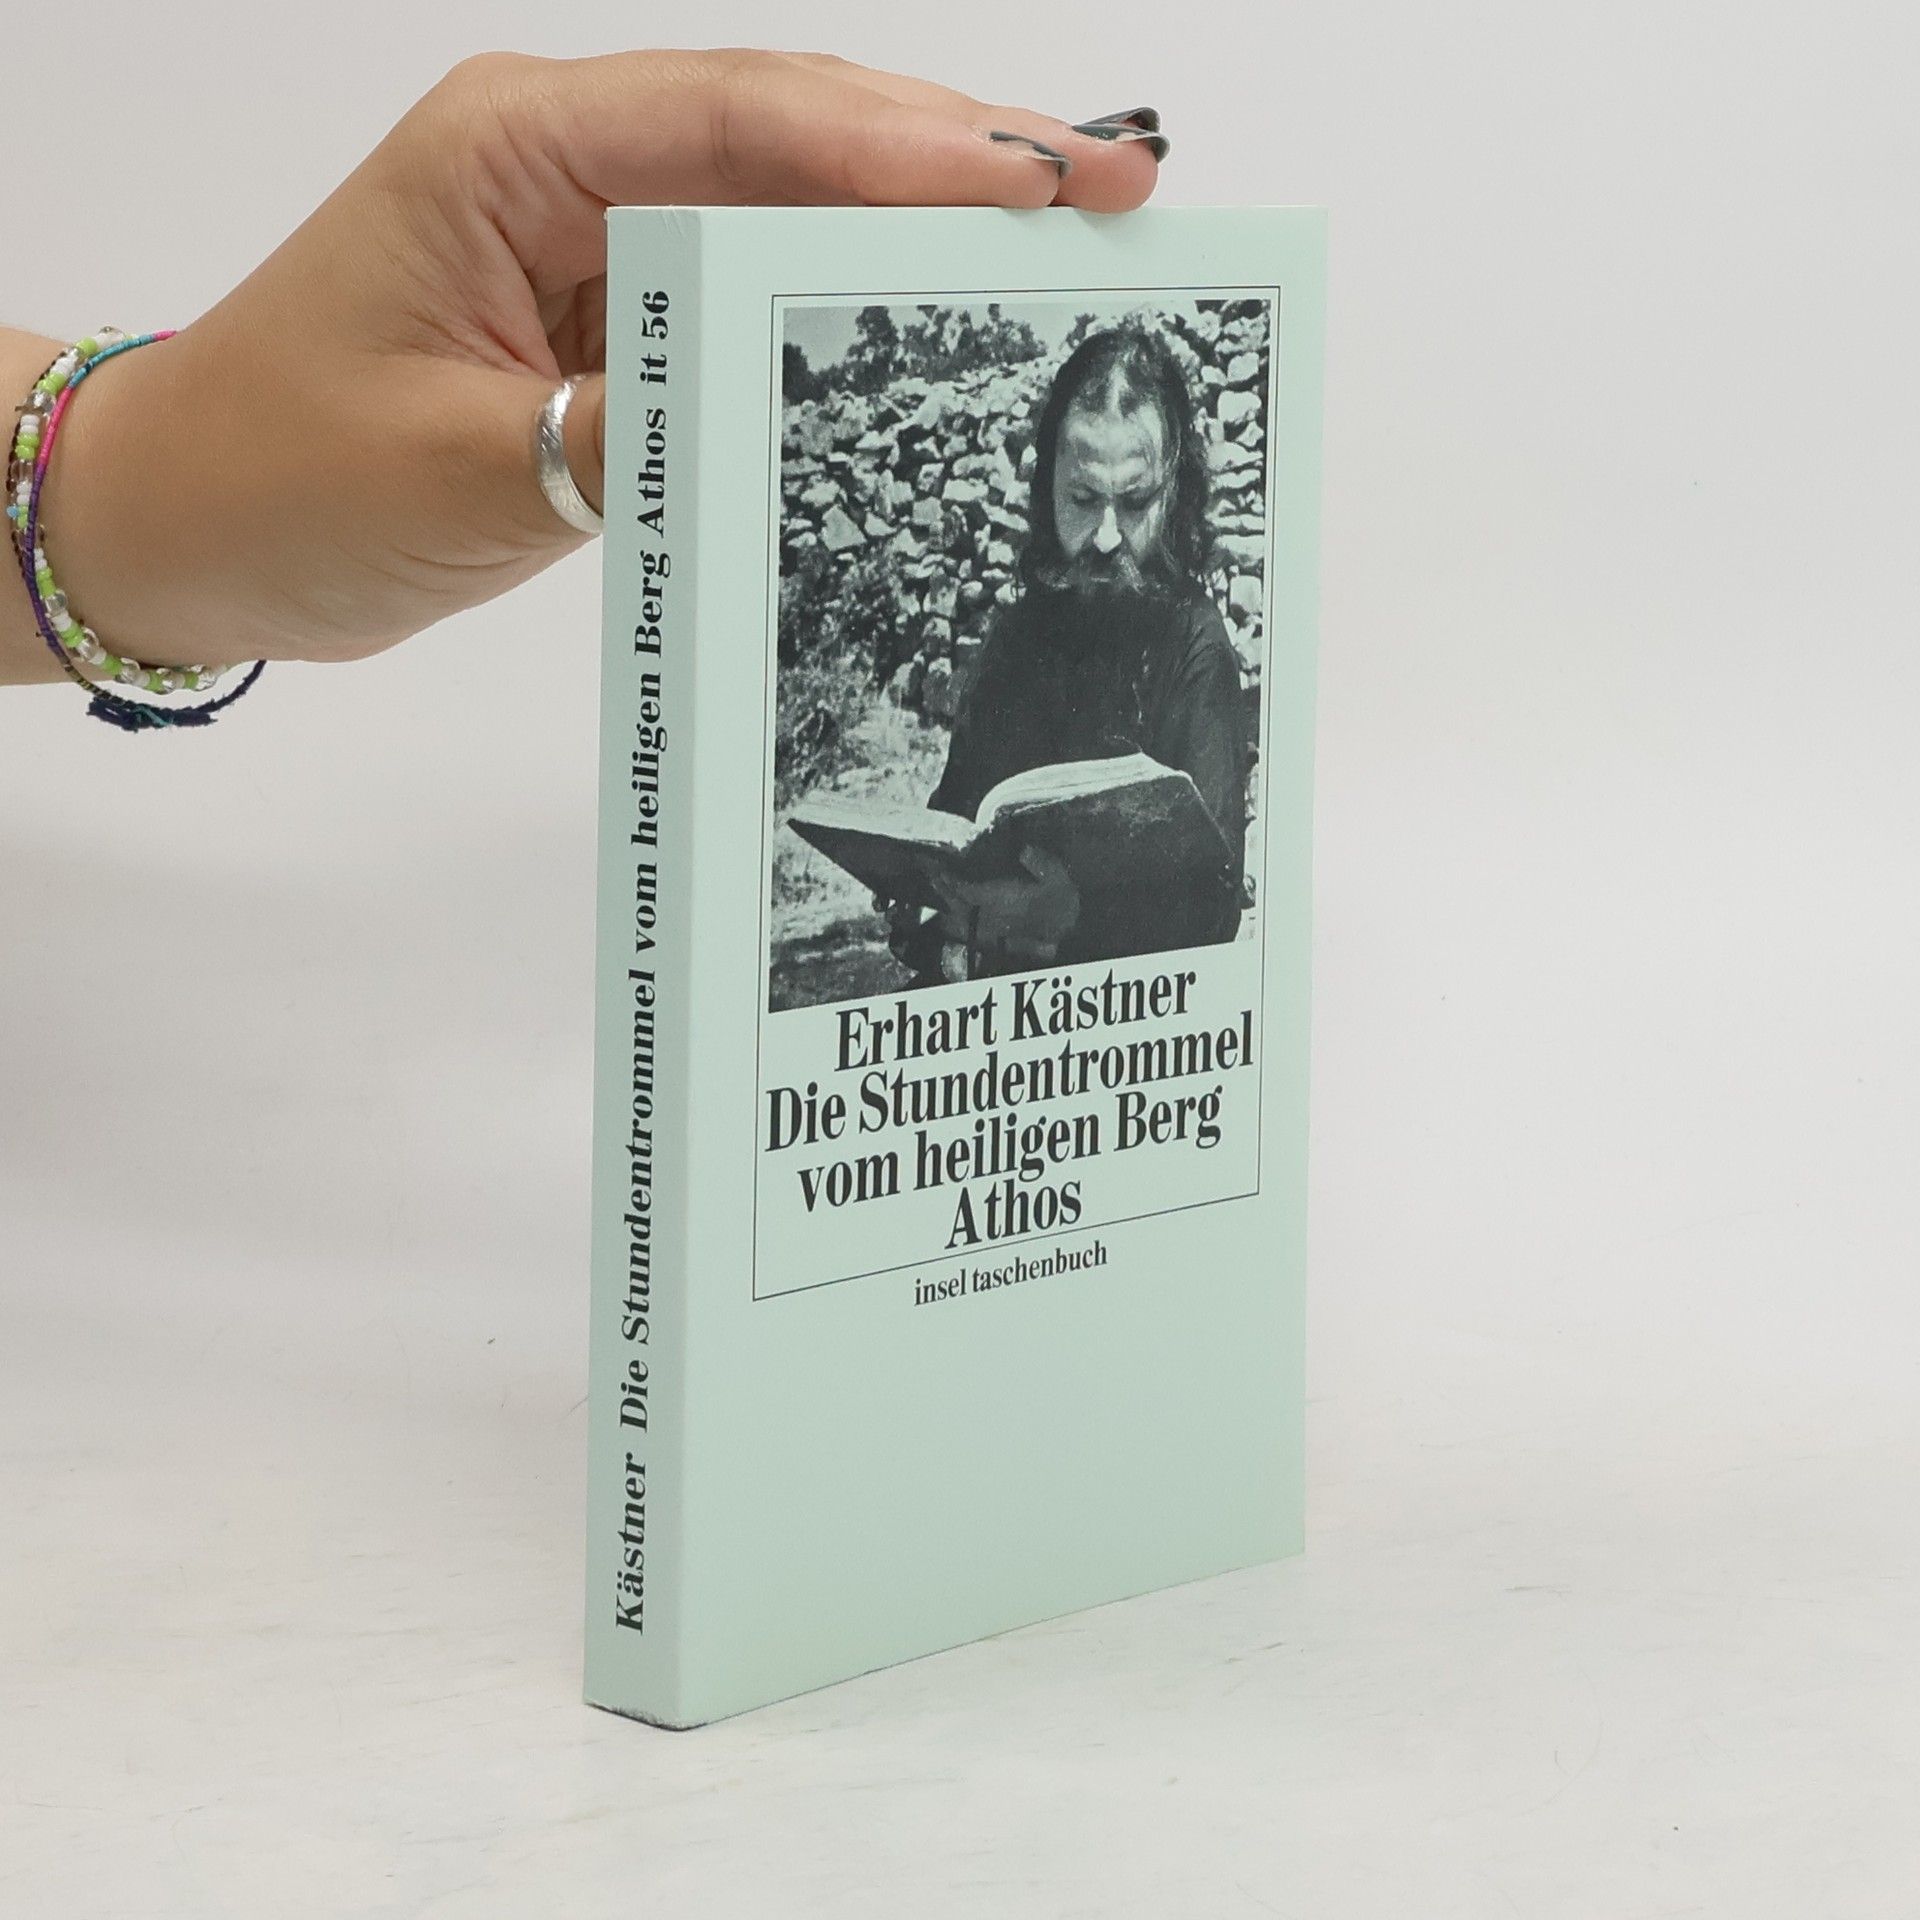 Kästner Die Stundentrommel vom heiligen Berg Athos it 56
Erhart Kästner
Die Stundentrommel
vom heiligen Berg
Athos
insel taschenbuch